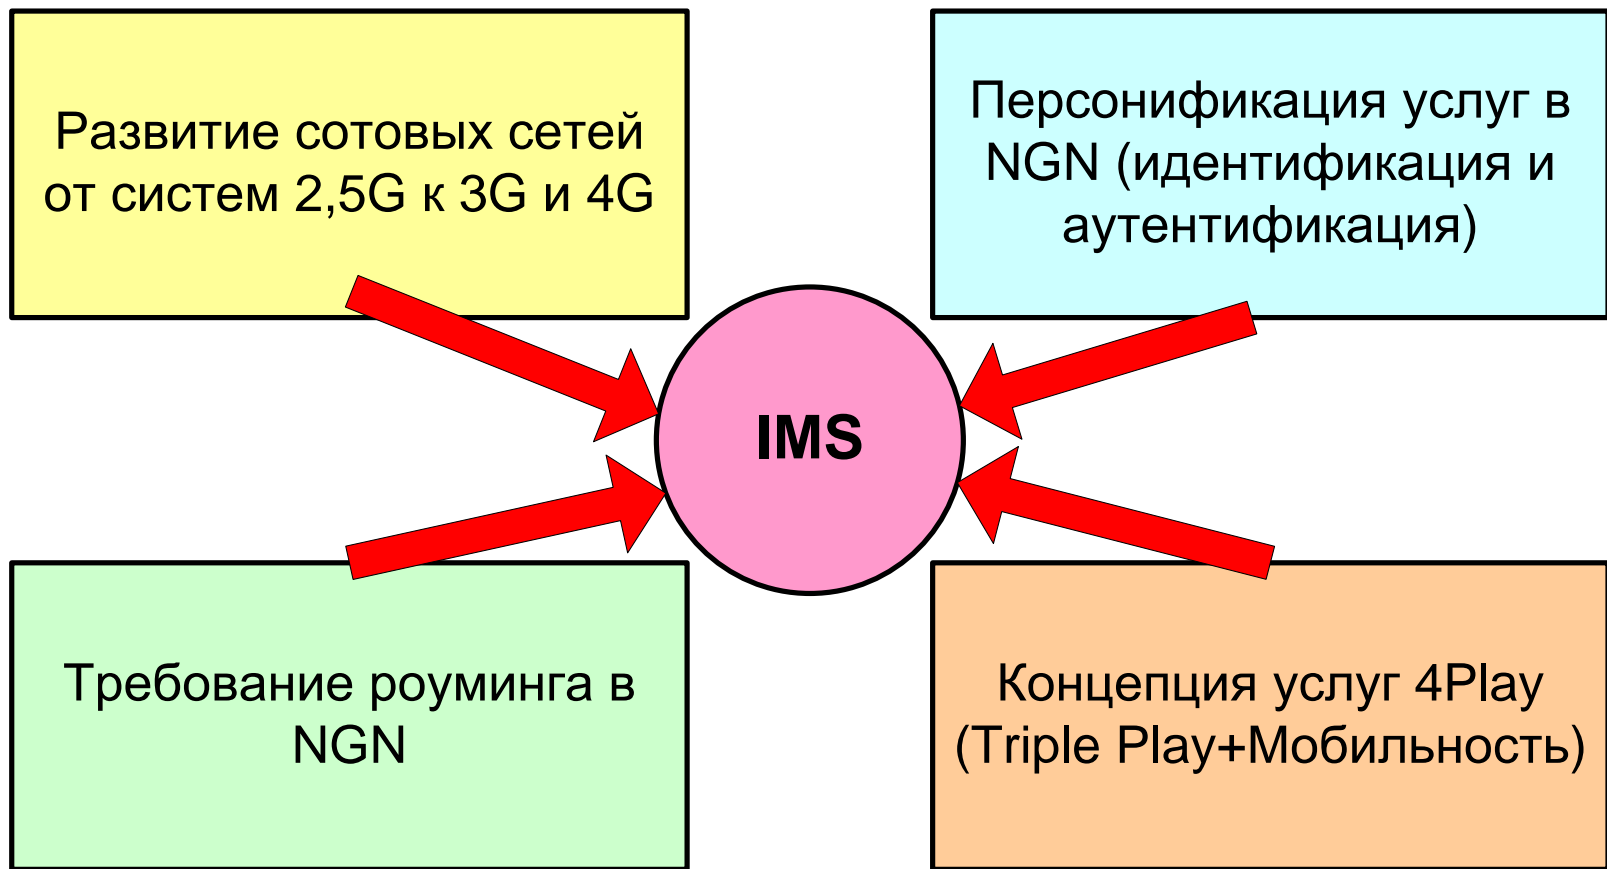 Развитие сотовых сетей
от систем 2,5G к 3G и 4G
Персонификация услуг в
NGN (идентификация и
аутентификация)
IMS
Требование роуминга в
NGN
Концепция услуг 4Play
(Triple Play+Мобильность)